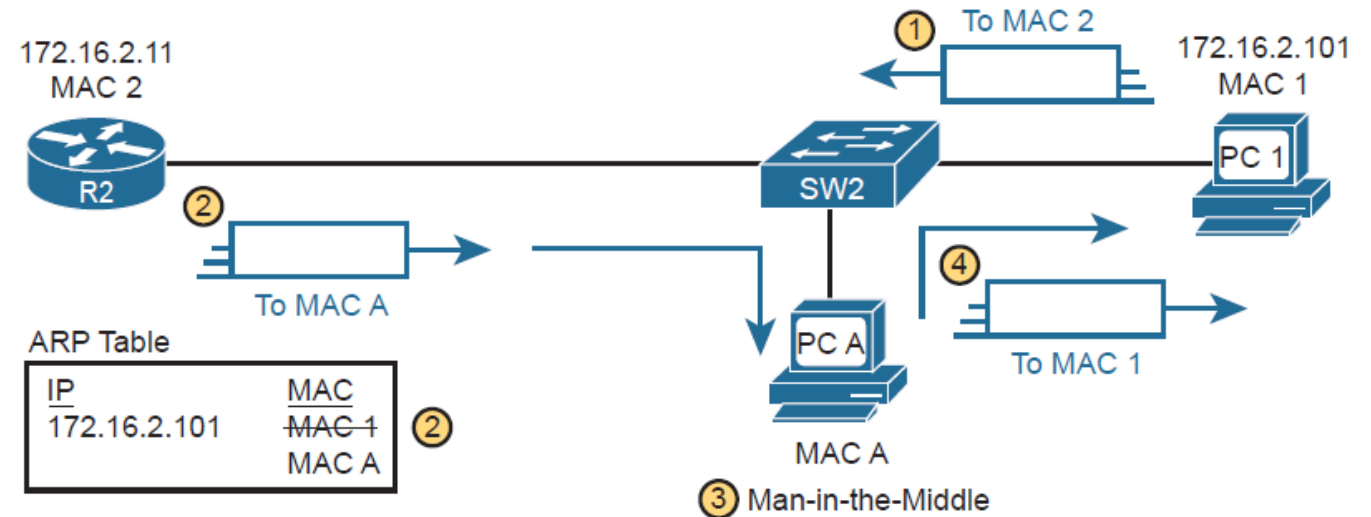 172.16.2.11
MAC 2
R2
1
To MAC 2
172.16.2.101
MAC 1
PC 1
SW2
2
To MAC A
4
To MAC 1
PC A
MAC A
3 Man-in-the-Middle
ARP Table
IP MAC
172.16.2.101 MAC 1
MAC A
2